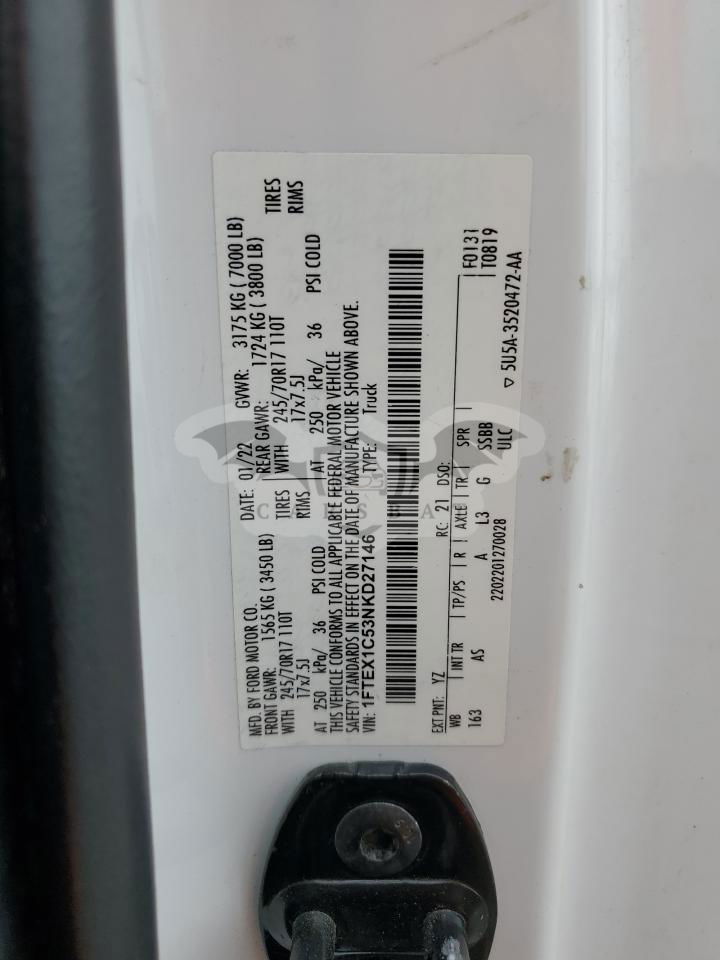 MFD. BY FORD MOTOR CO. DATE: 01/22 GVWR: 3175 KG ( 7000 LB)
FRONT GAWR: 1565 KG ( 3450 LB) REAR GAWR: 1724 KG ( 3800 LB)
WITH 245/70R17 110T TIRES WITH 245/70R17 110T TIRES
17x7.5J RIMS 17x7.5J RIMS
AT 250 kPa/ 36 PSI COLD AT 250 kPa/ 36 PSI COLD
THIS VEHICLE CONFORMS TO ALL APPLICABLE FEDERAL MOTOR VEHICLE
SAFETY STANDARDS IN EFFECT ON THE DATE OF MANUFACTURE SHOWN ABOVE.
VIN: 1FTEX1C53NKD27146 TYPE: Truck
EXT PNT: YZ RC: 21 DSO: F0131
WB INT TR TP/PS R AXLE TR SPR T0819
163 AS A L3 G SSBB
2202201270028 ULC ▽ 5U5A-3520472-AA